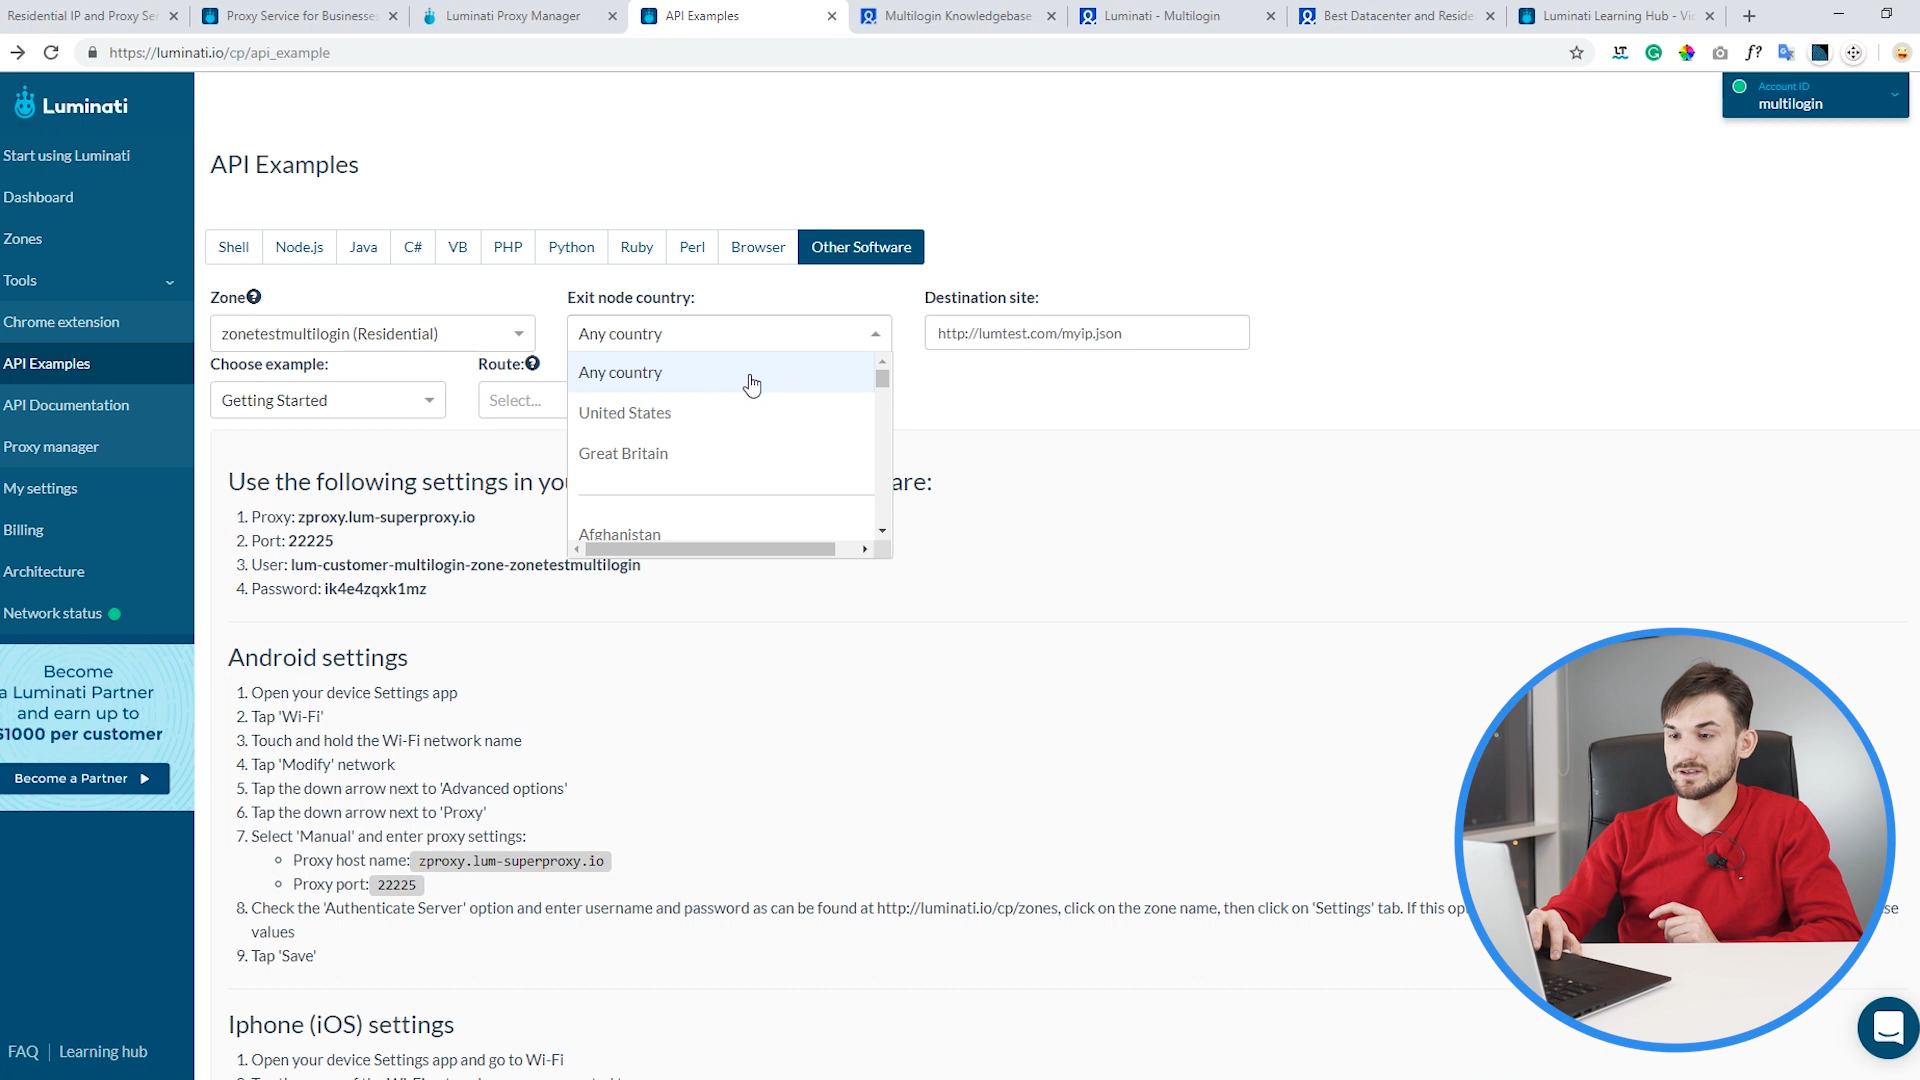 Residential IP and Proxy Ser
Proxy Service for Businesses
Luminati Proxy Manager
API Examples
Multilogin Knowledgebase
Luminati - Multilogin
Best Datacenter and Reside
Luminati Learning Hub - Vi
https://luminati.io/cp/api_example
Luminati
Account ID
multilogin
Start using Luminati
Dashboard
Zones
Tools
Chrome extension
API Examples
API Documentation
Proxy manager
My settings
Billing
Architecture
Network status
Become
a Luminati Partner
and earn up to
$1000 per customer
Become a Partner
FAQ | Learning hub
API Examples
Shell Node.js Java C# VB PHP Python Ruby Perl Browser Other Software
Zone
Exit node country:
Destination site:
zonetestmultilogin (Residential)
Any country
http://lumtest.com/myip.json
Choose example:
Route:
Getting Started
Select...
Any country
United States
Great Britain
Afghanistan
Use the following settings in you are:
1. Proxy: zproxy.lum-superproxy.io
2. Port: 22225
3. User: lum-customer-multilogin-zone-zonetestmultilogin
4. Password: ik4e4zqxk1mz
Android settings
1. Open your device Settings app
2. Tap 'Wi-Fi'
3. Touch and hold the Wi-Fi network name
4. Tap 'Modify' network
5. Tap the down arrow next to 'Advanced options'
6. Tap the down arrow next to 'Proxy'
7. Select 'Manual' and enter proxy settings:
Proxy host name: zproxy.lum-superproxy.io
Proxy port: 22225
8. Check the 'Authenticate Server' option and enter username and password as can be found at http://luminati.io/cp/zones, click on the zone name, then click on 'Settings' tab. If this op se
values
9. Tap 'Save'
Iphone (iOS) settings
1. Open your device Settings app and go to Wi-Fi